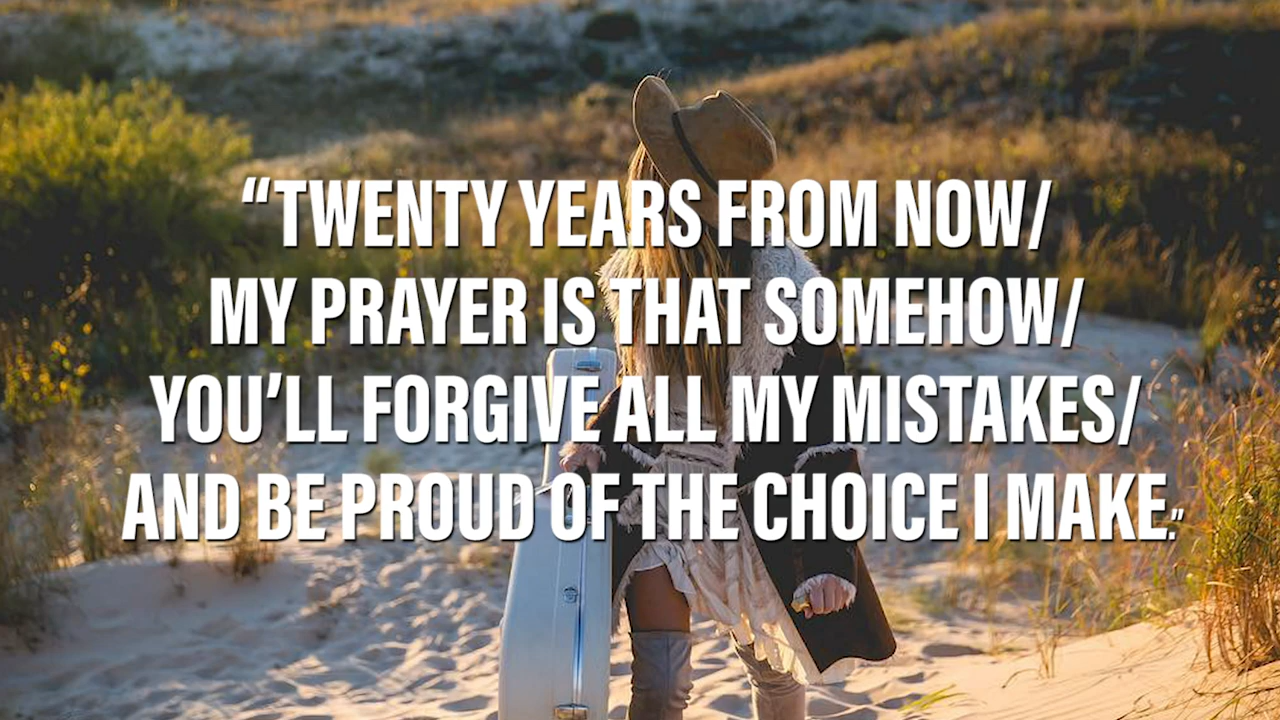 “TWENTY YEARS FROM NOW/
MY PRAYER IS THAT SOMEHOW/
YOU’LL FORGIVE ALL MY MISTAKES/
AND BE PROUD OF THE CHOICE I MAKE.”